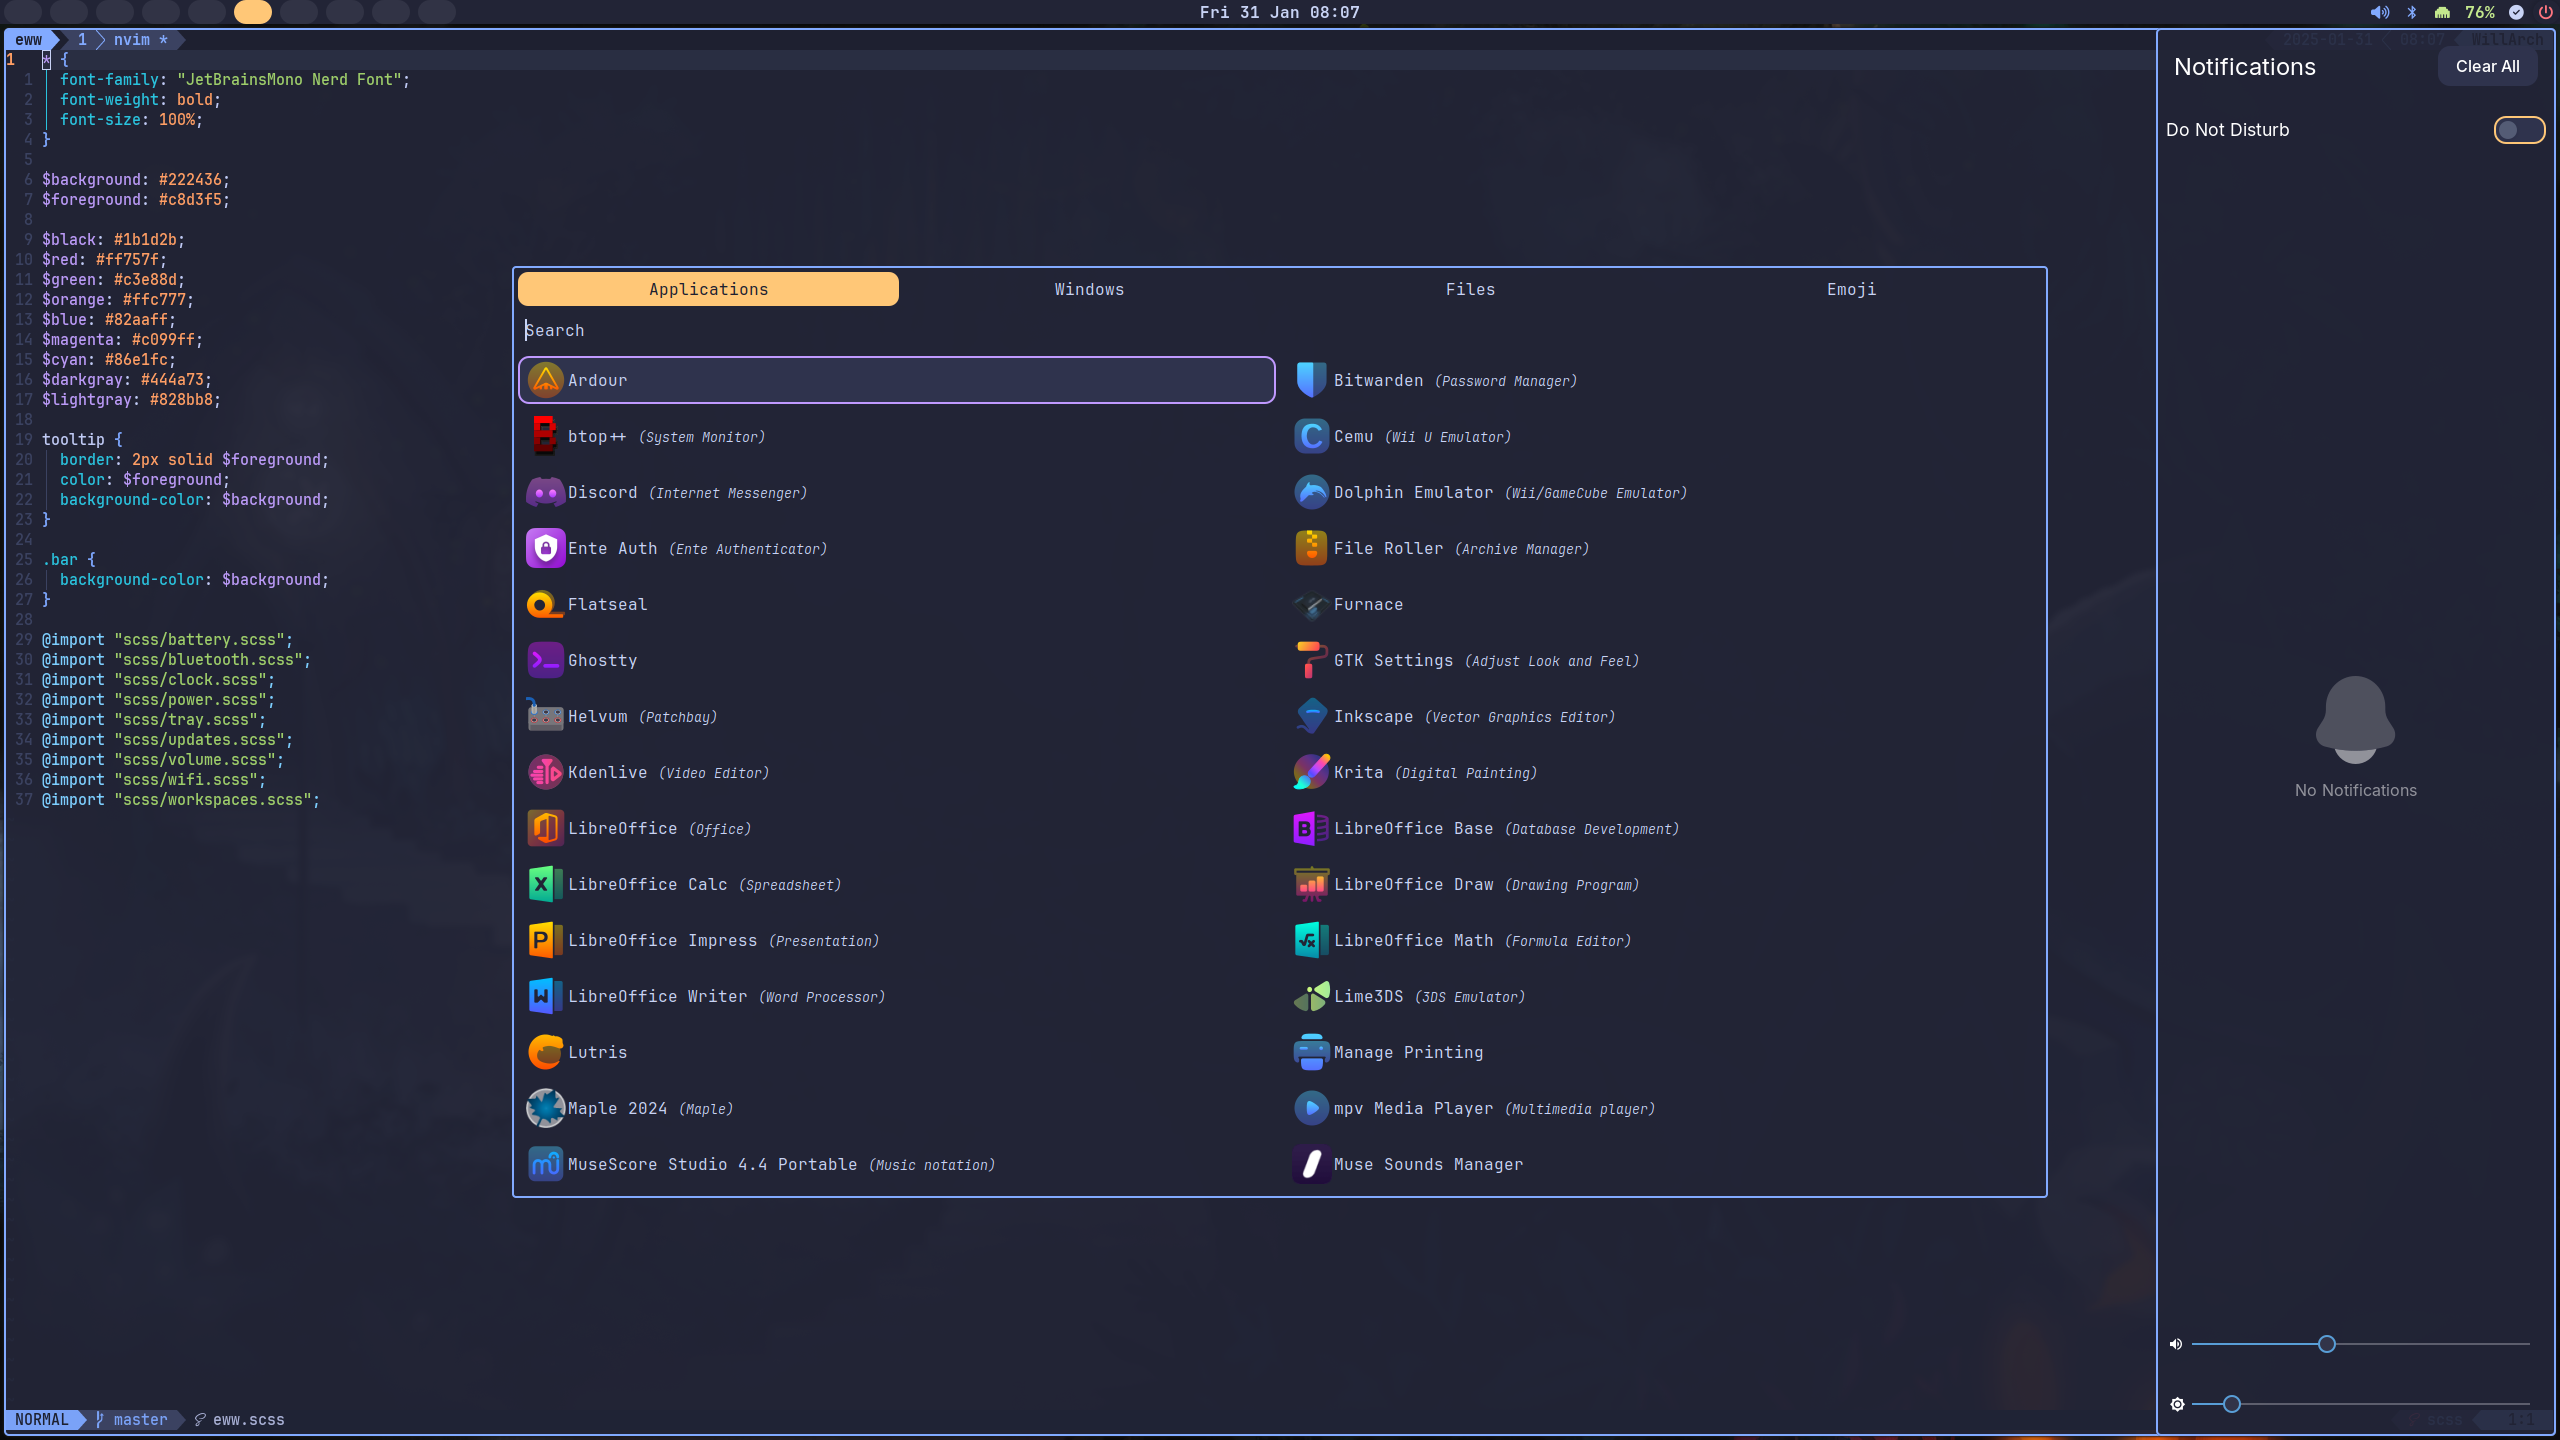 Fri 31 Jan 08:07
76%
eww 1 nvim *
2025-01-31 08:07 WillArch
1 * {
1 font-family: "JetBrainsMono Nerd Font";
2 font-weight: bold;
3 font-size: 100%;
4 }
5
6 $background: #222436;
7 $foreground: #c8d3f5;
8
9 $black: #1b1d2b;
10 $red: #ff757f;
11 $green: #c3e88d;
12 $orange: #ffc777;
13 $blue: #82aaff;
14 $magenta: #c099ff;
15 $cyan: #86e1fc;
16 $darkgray: #444a73;
17 $lightgray: #828bb8;
18
19 tooltip {
20 border: 2px solid $foreground;
21 color: $foreground;
22 background-color: $background;
23 }
24
25 .bar {
26 background-color: $background;
27 }
28
29 @import "scss/battery.scss";
30 @import "scss/bluetooth.scss";
31 @import "scss/clock.scss";
32 @import "scss/power.scss";
33 @import "scss/tray.scss";
34 @import "scss/updates.scss";
35 @import "scss/volume.scss";
36 @import "scss/wifi.scss";
37 @import "scss/workspaces.scss";
NORMAL master eww.scss
scss 1:1
Applications Windows Files Emoji
Search
Ardour
Bitwarden (Password Manager)
btop++ (System Monitor)
Cemu (Wii U Emulator)
Discord (Internet Messenger)
Dolphin Emulator (Wii/GameCube Emulator)
Ente Auth (Ente Authenticator)
File Roller (Archive Manager)
Flatseal
Furnace
Ghostty
GTK Settings (Adjust Look and Feel)
Helvum (Patchbay)
Inkscape (Vector Graphics Editor)
Kdenlive (Video Editor)
Krita (Digital Painting)
LibreOffice (Office)
LibreOffice Base (Database Development)
LibreOffice Calc (Spreadsheet)
LibreOffice Draw (Drawing Program)
LibreOffice Impress (Presentation)
LibreOffice Math (Formula Editor)
LibreOffice Writer (Word Processor)
Lime3DS (3DS Emulator)
Lutris
Manage Printing
Maple 2024 (Maple)
mpv Media Player (Multimedia player)
MuseScore Studio 4.4 Portable (Music notation)
Muse Sounds Manager
Notifications
Clear All
Do Not Disturb
No Notifications